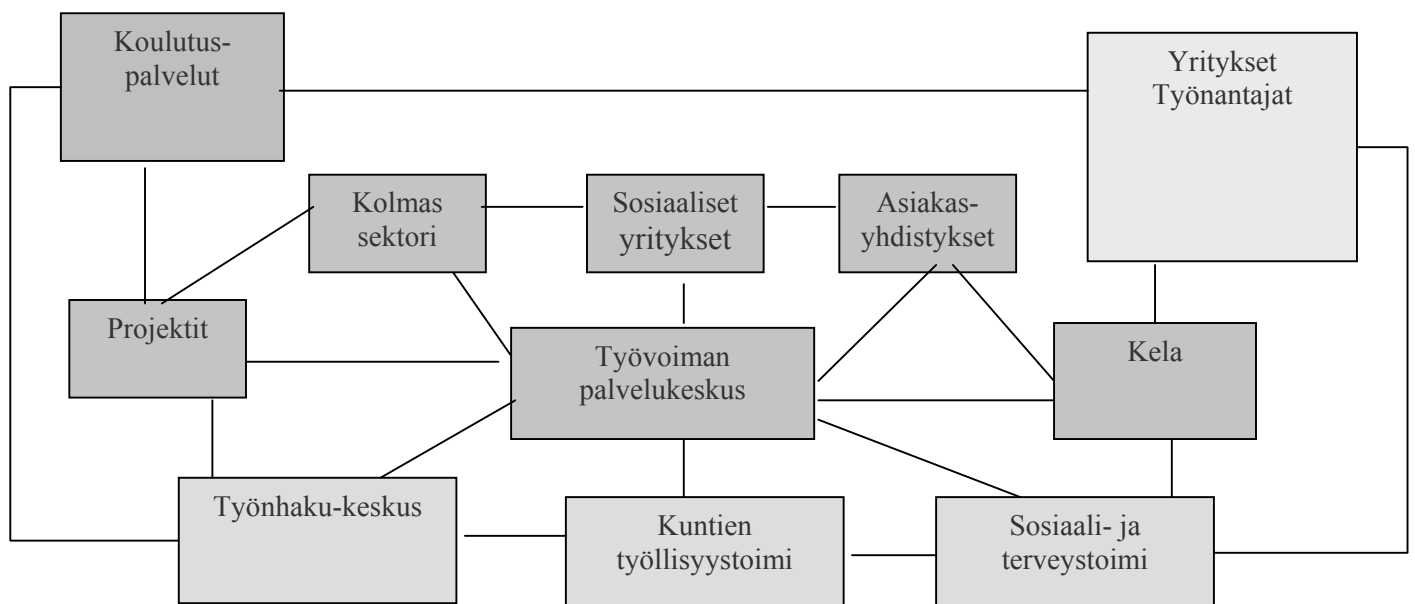 Koulutus-
palvelut
Yritykset
Työnantajat
Kolmas
sektori
Sosiaaliset
yritykset
Asiakas-
yhdistykset
Projektit
Työvoiman
palvelukeskus
Kela
Työnhaku-keskus
Kuntien
työllisyystoimi
Sosiaali- ja
terveystoimi